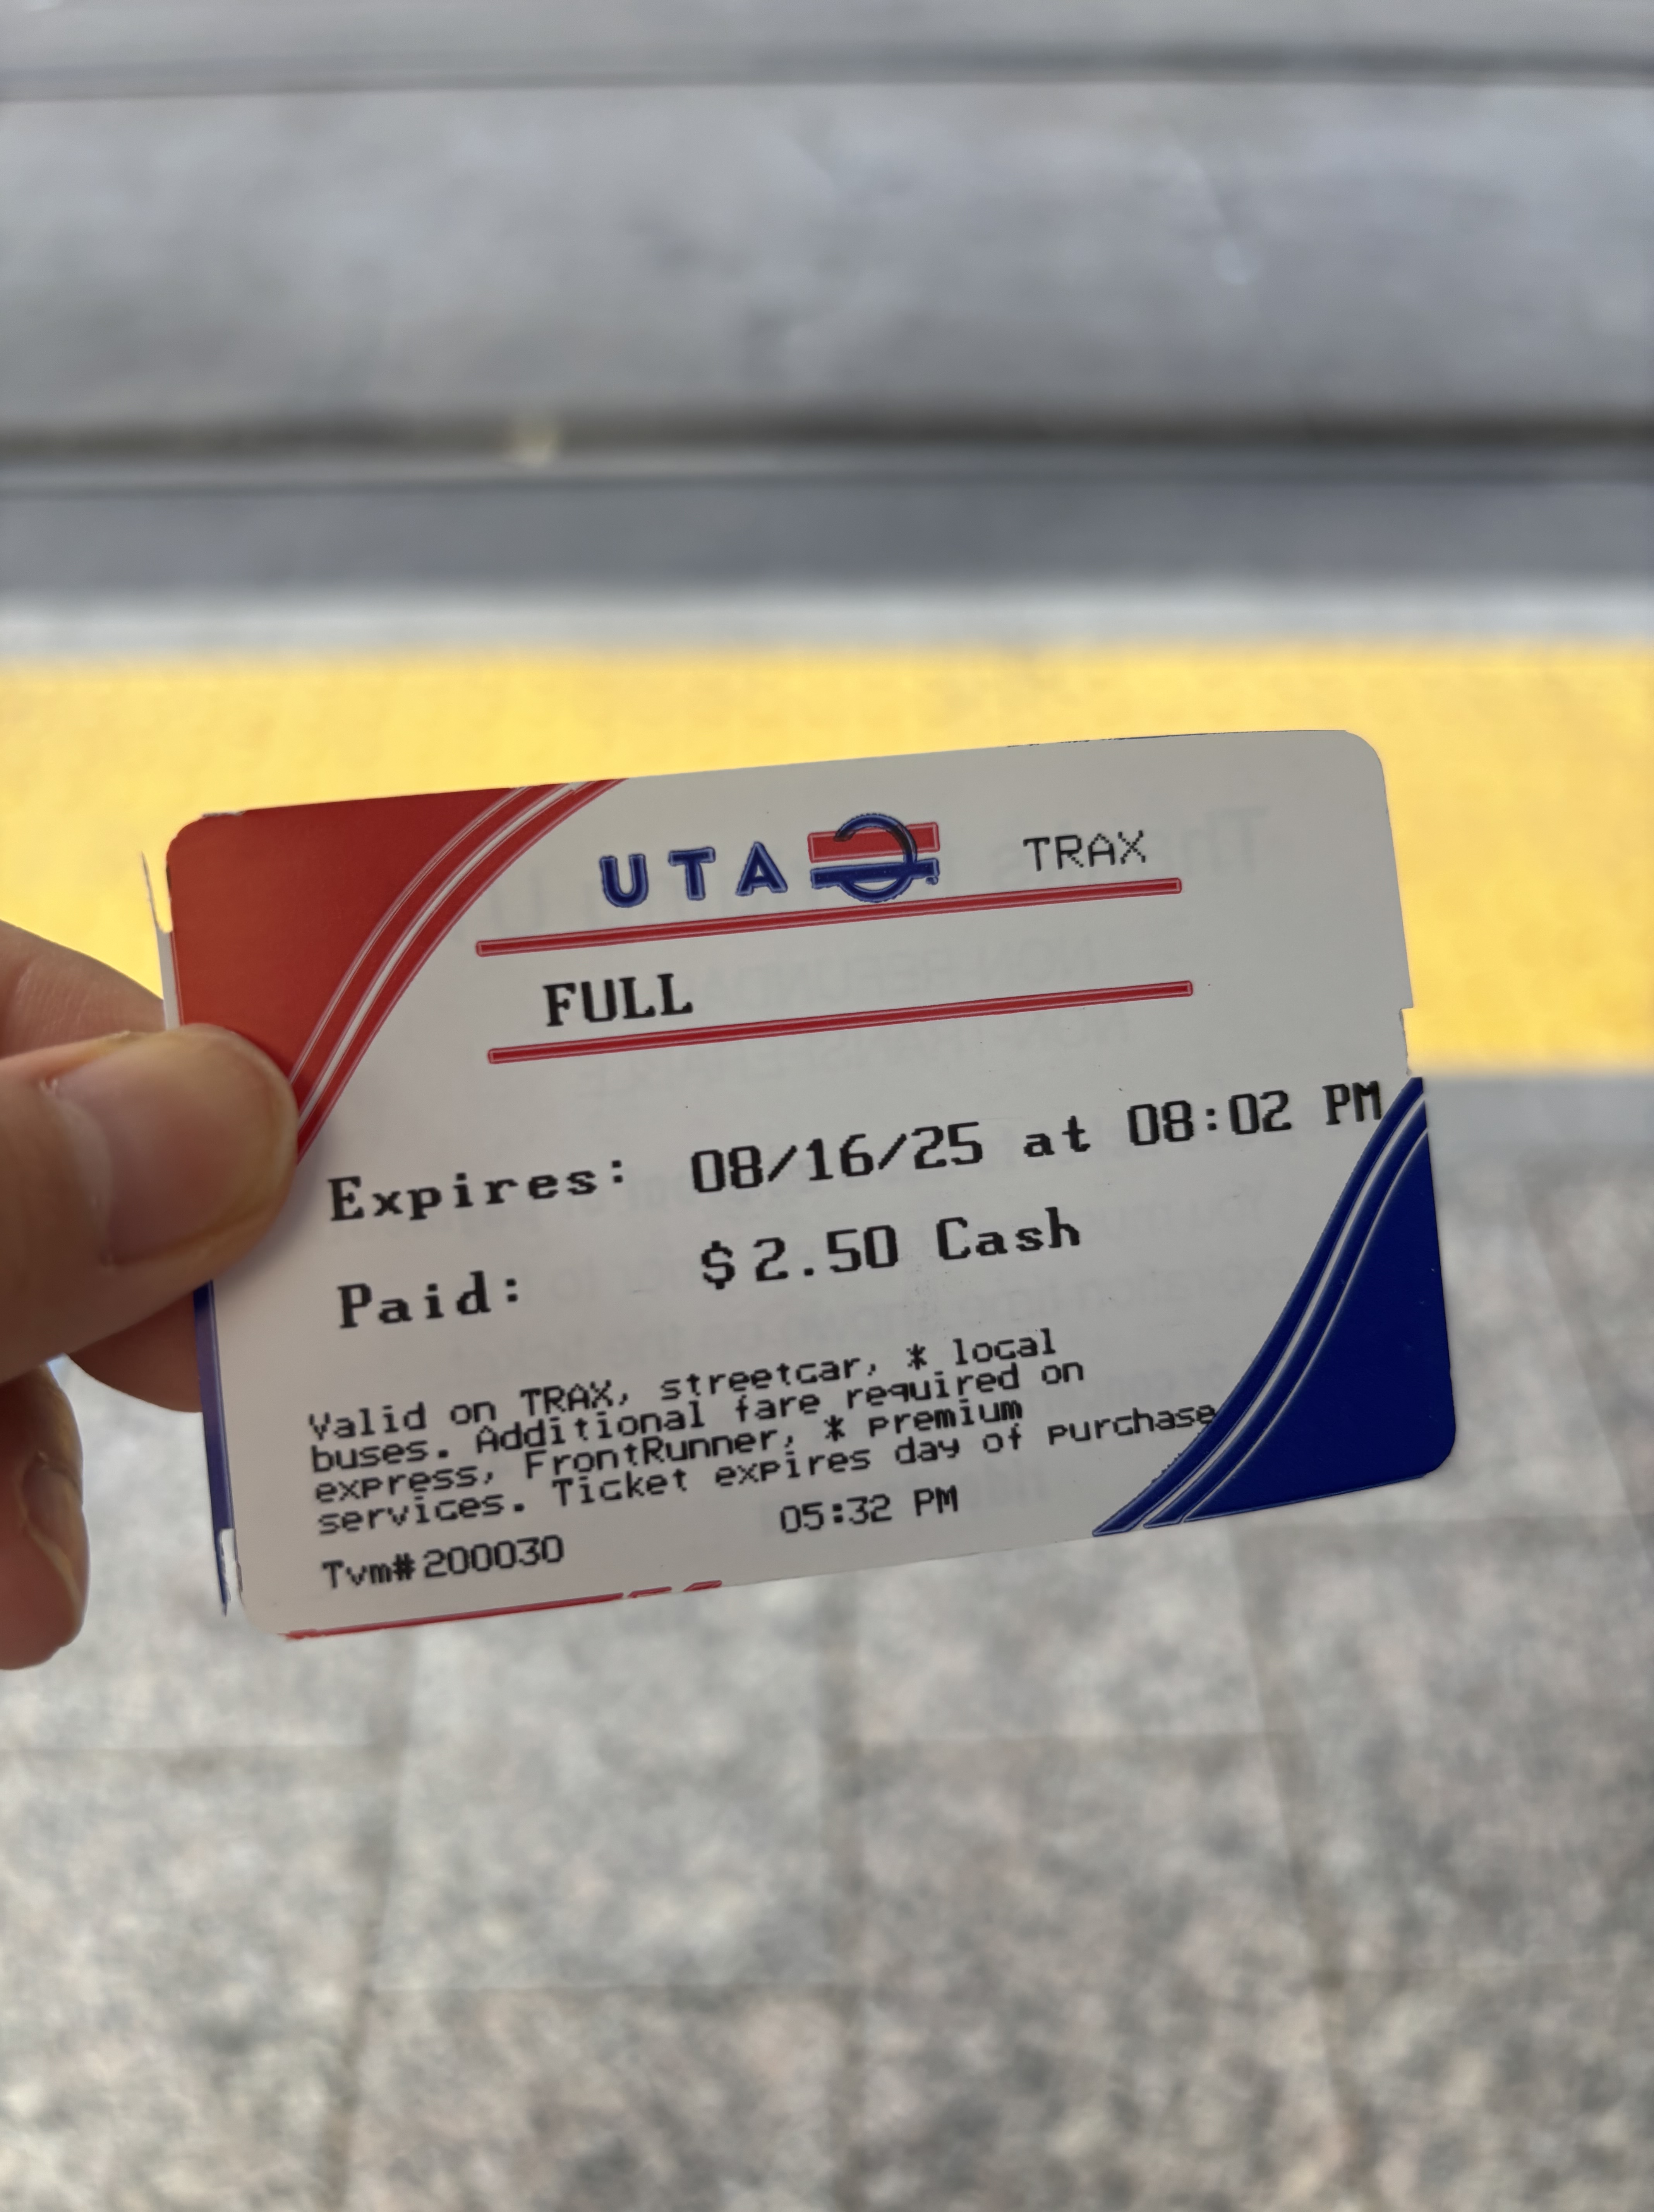 UTA TRAX
FULL
Expires: 08/16/25 at 08:02 PM
Paid: $2.50 Cash
Valid on TRAX, streetcar, * local
buses. Additional fare required on
express, FrontRunner, * premium
services. Ticket expires day of purchase
Tvm#200030 05:32 PM